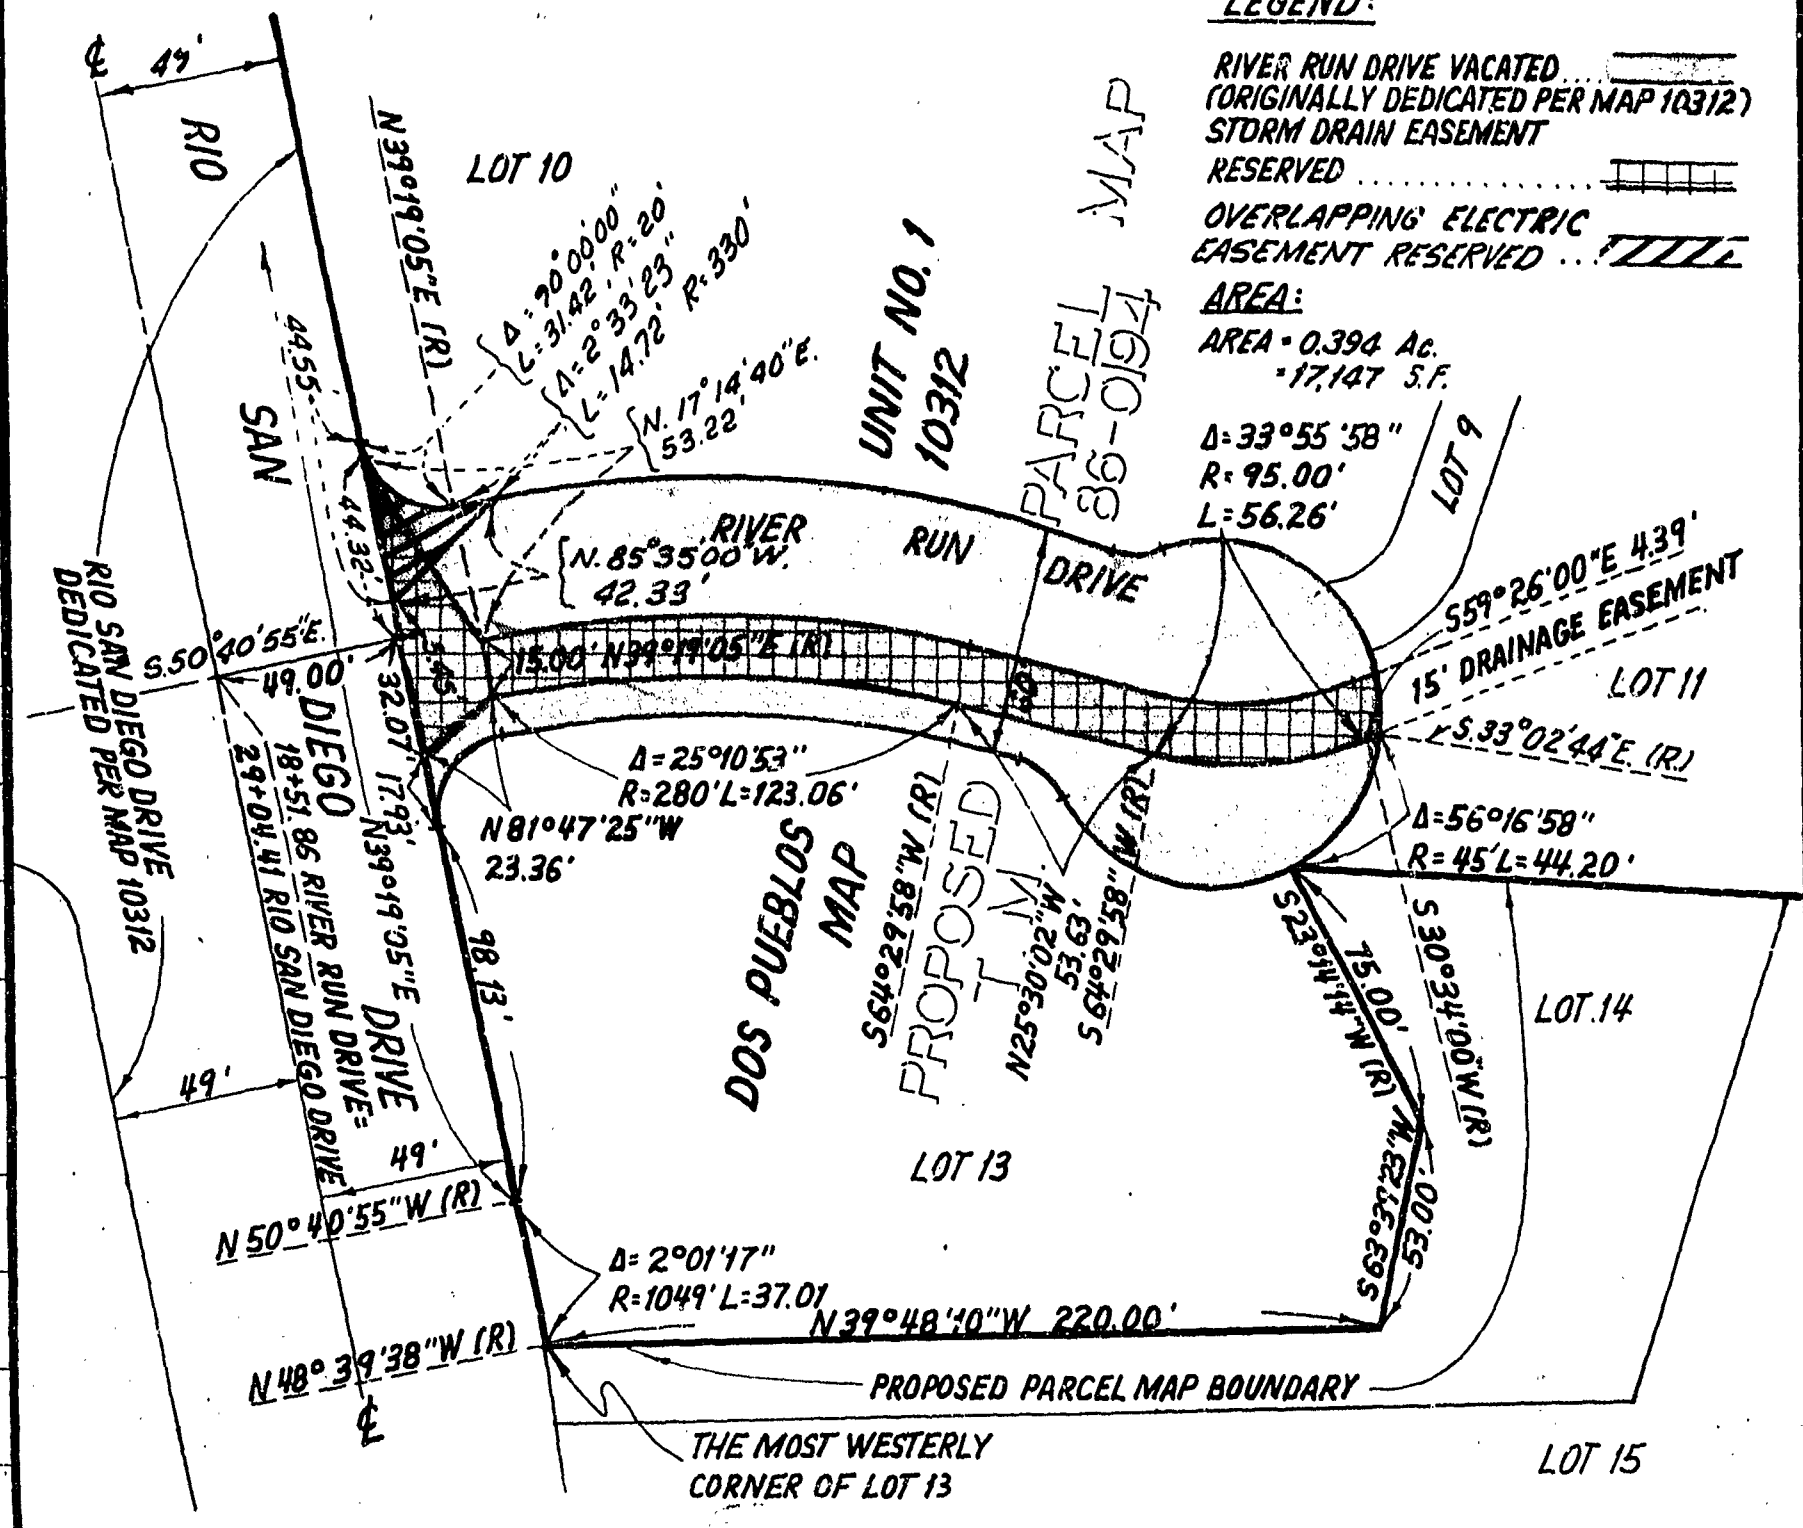 LEGEND:
RIVER RUN DRIVE VACATED....
(ORIGINALLY DEDICATED PER MAP 10312)
STORM DRAIN EASEMENT
RESERVED ..............
OVERLAPPING ELECTRIC
EASEMENT RESERVED ...
AREA:
AREA = 0.394 Ac.
= 17,147 S.F.
℄
49'
RIO
SAN
DIEGO
DRIVE
N39°19'05"E (R)
LOT 10
Δ=90°00'00"
L=31.42', R=20'
Δ=2°33'23"
L=14.72' R=330'
N. 17°14'40"E.
53.22'
UNIT NO. 1
10312
PARCEL MAP
86-0194
Δ=33°55'58"
R=95.00'
L=56.26'
LOT 9
44.55
44.32'
RIVER RUN DRIVE
N. 85°35'00"W.
42.33'
S59°26'00"E 4.39'
15' DRAINAGE EASEMENT
LOT 11
S.33°02'44"E. (R.)
S.50°40'55"E.
49.00'
RIO SAN DIEGO DRIVE
DEDICATED PER MAP 10312
15.00' N39°19'05"E (R)
5.45
60'
32.07'
17.93'
N39°19'05"E
18+51.86 RIVER RUN DRIVE=
29+04.41 RIO SAN DIEGO DRIVE
Δ=25°10'53"
R=280' L=123.06'
N81°47'25"W
23.36'
DOS PUEBLOS
MAP
S64°29'58"W (R)
PROPOSED
T.M.
N25°30'02"W
53.63'
S64°29'58"W (R)
Δ=56°16'58"
R=45' L=44.20'
98.13'
S23°14'14"W (R)
75.00'
S30°34'00"W (R)
LOT 14
49'
49'
N50°40'55"W (R)
LOT 13
S63°39'23"W
53.00'
Δ=2°01'17"
R=1049' L=37.01
N39°48'10"W 220.00'
N48°39'38"W (R)
℄
PROPOSED PARCEL MAP BOUNDARY
THE MOST WESTERLY
CORNER OF LOT 13
LOT 15